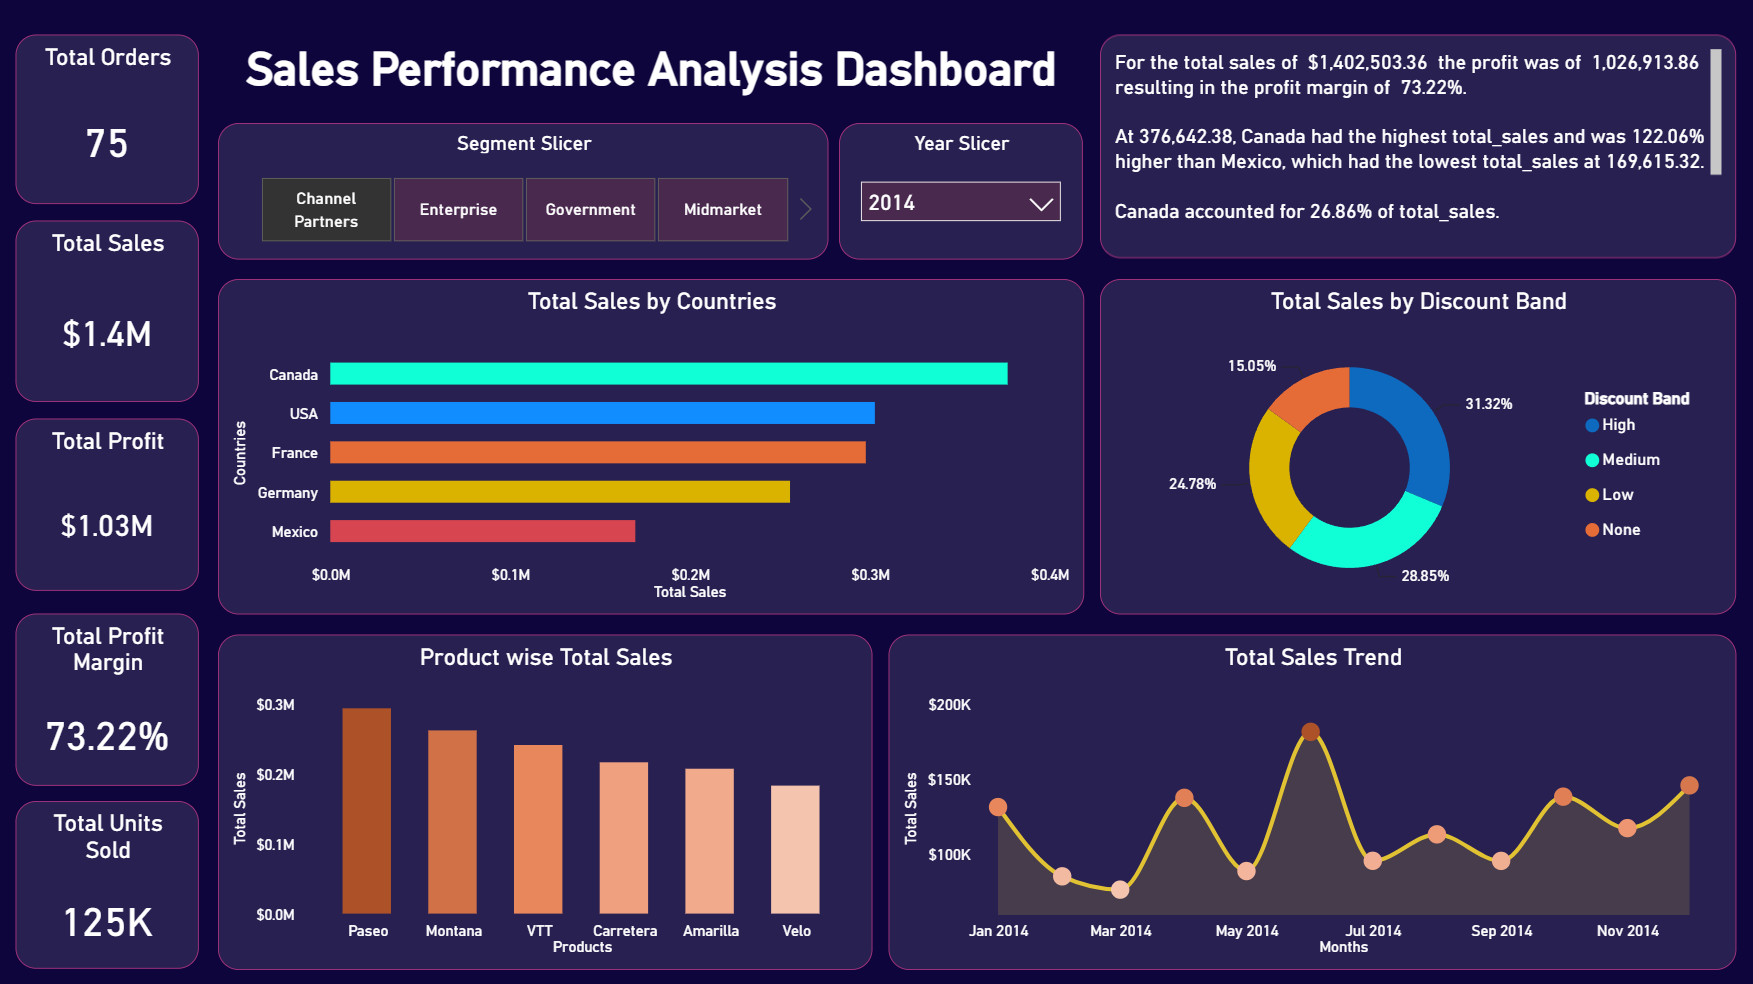 Total Orders
75
Total Sales
$1.4M
Total Profit
$1.03M
Total Profit
Margin
73.22%
Total Units
Sold
125K
Sales Performance Analysis Dashboard
Segment Slicer
Channel
Partners
Enterprise
Government
Midmarket
Year Slicer
2014
For the total sales of $1,402,503.36 the profit was of 1,026,913.86
resulting in the profit margin of 73.22%.
At 376,642.38, Canada had the highest total_sales and was 122.06%
higher than Mexico, which had the lowest total_sales at 169,615.32.
Canada accounted for 26.86% of total_sales.
Total Sales by Countries
Countries
Canada
USA
France
Germany
Mexico
$0.0M
$0.1M
$0.2M
$0.3M
$0.4M
Total Sales
Total Sales by Discount Band
15.05%
31.32%
24.78%
28.85%
Discount Band
High
Medium
Low
None
Product wise Total Sales
Total Sales
$0.3M
$0.2M
$0.1M
$0.0M
Paseo
Montana
VTT
Carretera
Amarilla
Velo
Products
Total Sales Trend
Total Sales
$200K
$150K
$100K
Jan 2014
Mar 2014
May 2014
Jul 2014
Sep 2014
Nov 2014
Months